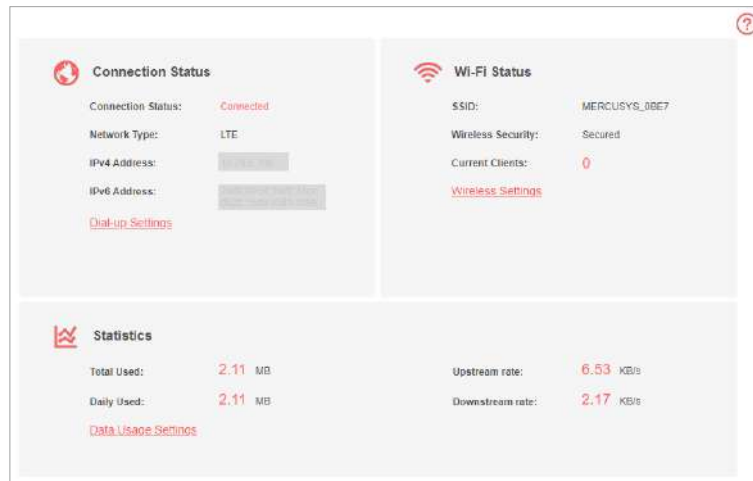 ?
Connection Status
Connection Status: Connected
Network Type: LTE
IPv4 Address:
IPv6 Address:
Dial-up Settings
Wi-Fi Status
SSID: MERCUSYS_0BE7
Wireless Security: Secured
Current Clients: 0
Wireless Settings
Statistics
Total Used: 2.11 MB
Daily Used: 2.11 MB
Data Usage Settings
Upstream rate: 6.53 KB/s
Downstream rate: 2.17 KB/s